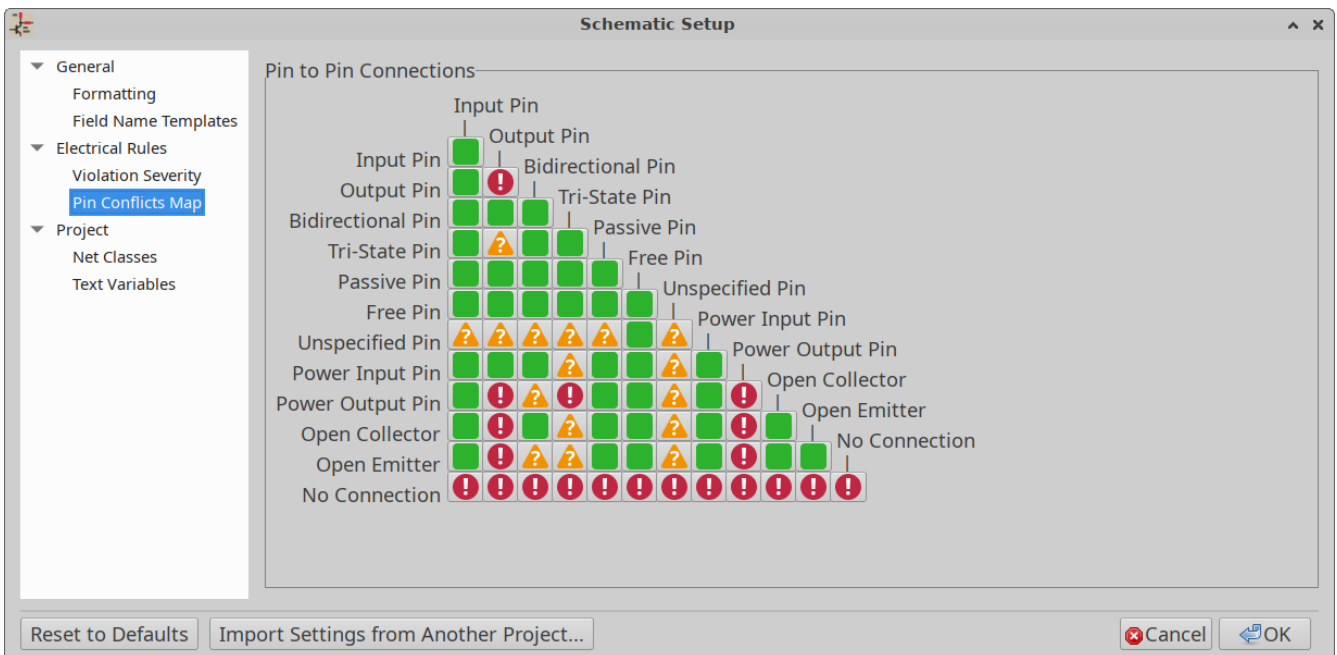 Schematic Setup
General
Formatting
Field Name Templates
Electrical Rules
Violation Severity
Pin Conflicts Map
Project
Net Classes
Text Variables
Pin to Pin Connections
Input Pin
Output Pin
Bidirectional Pin
Tri-State Pin
Passive Pin
Free Pin
Unspecified Pin
Power Input Pin
Power Output Pin
Open Collector
Open Emitter
No Connection
Input Pin
Output Pin
Bidirectional Pin
Tri-State Pin
Passive Pin
Free Pin
Unspecified Pin
Power Input Pin
Power Output Pin
Open Collector
Open Emitter
No Connection
Reset to Defaults
Import Settings from Another Project...
Cancel
OK